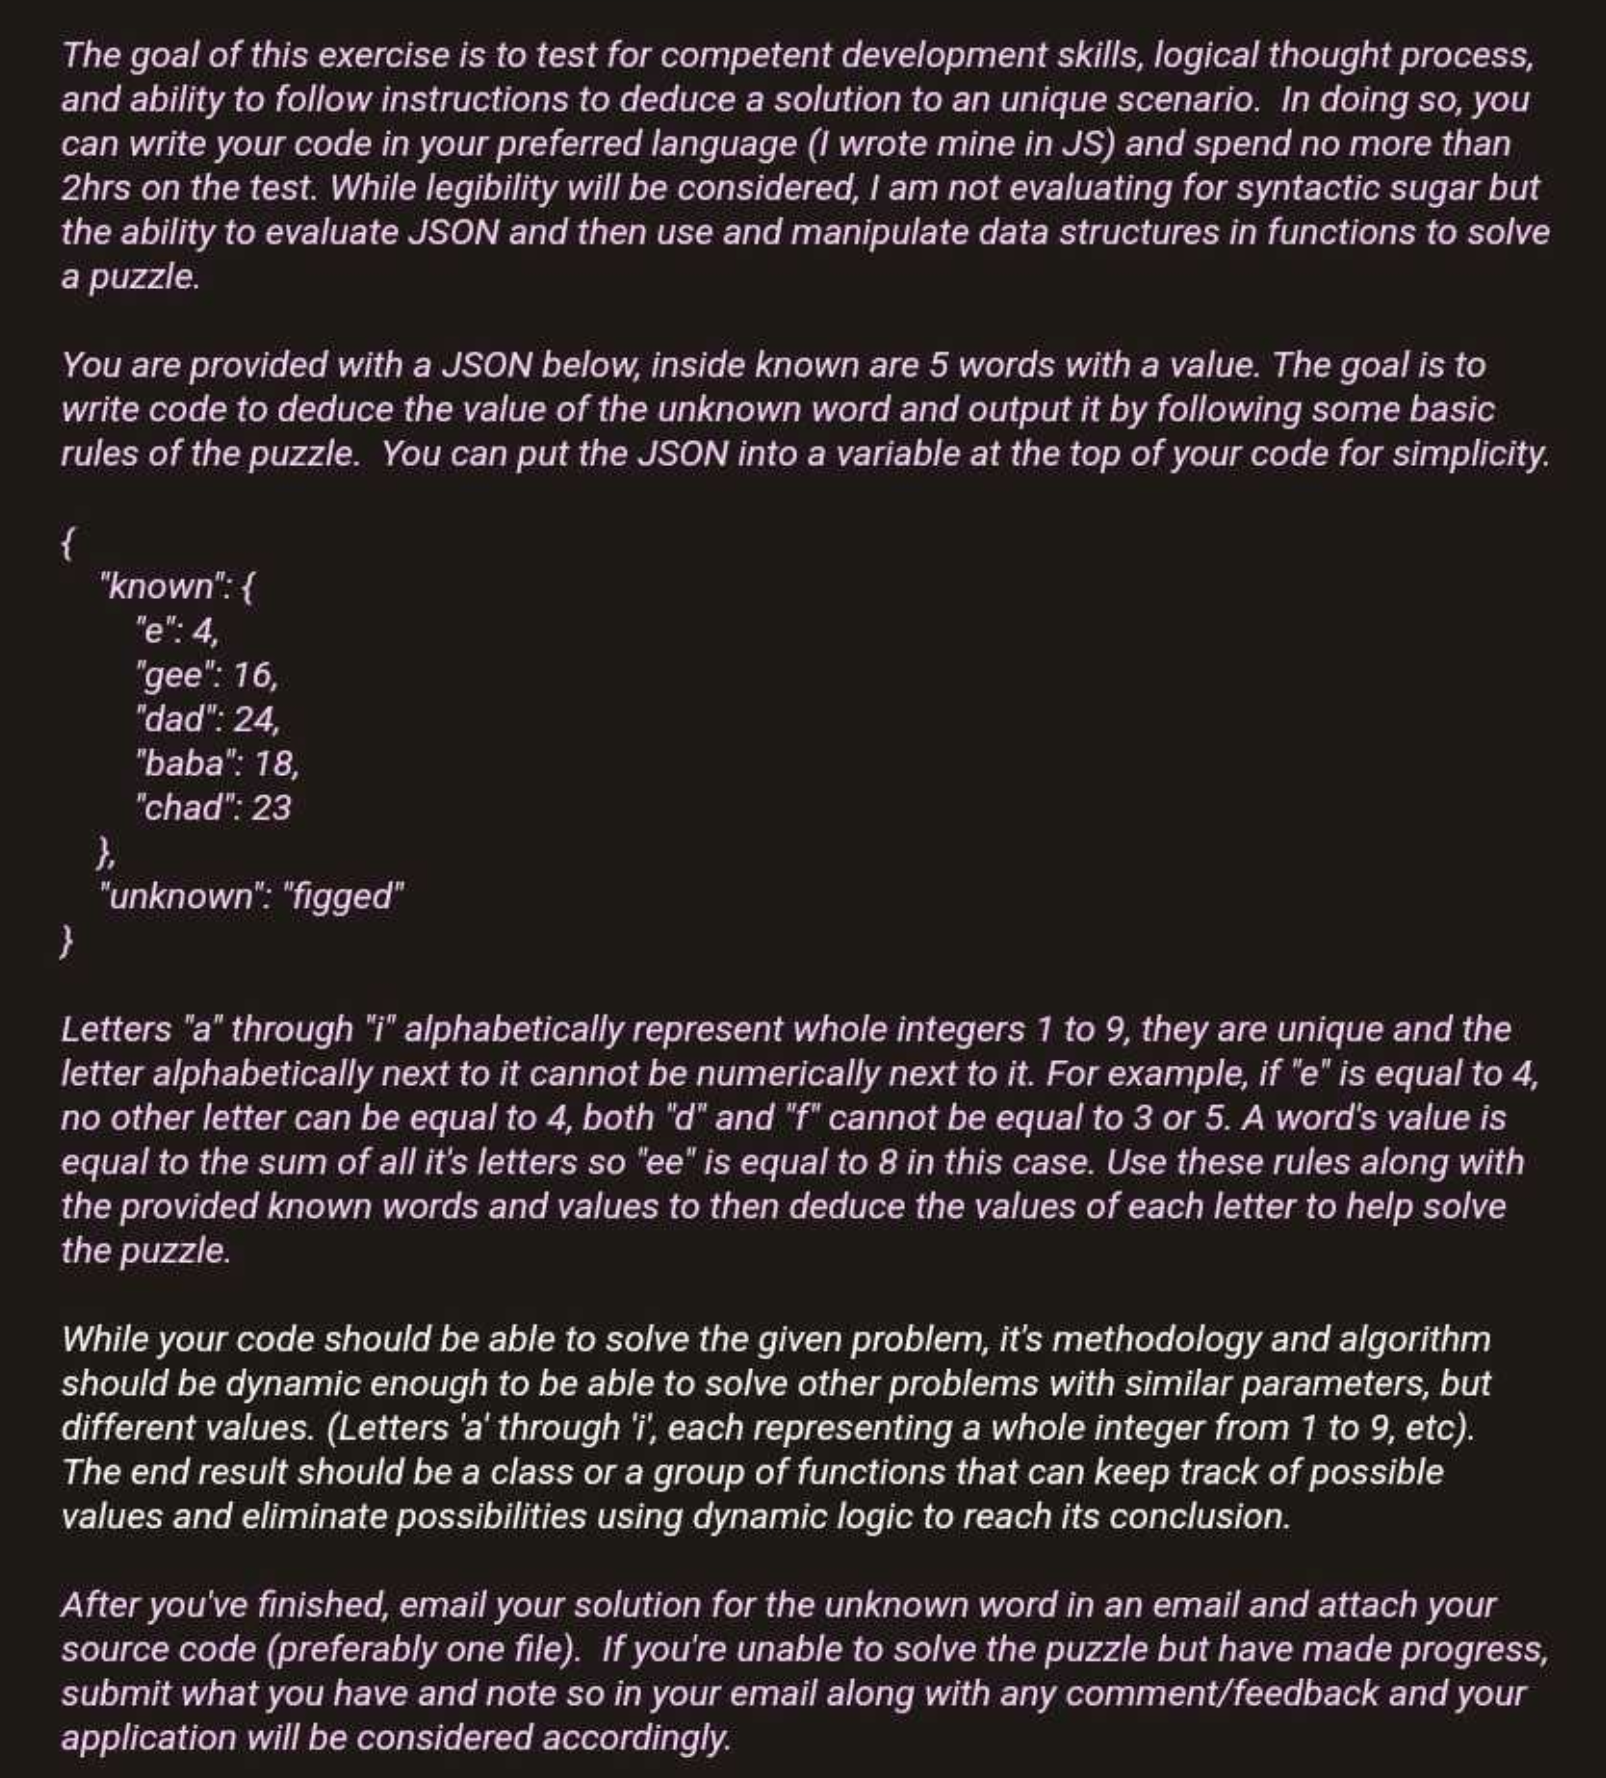 The goal of this exercise is to test for competent development skills, logical thought process,
and ability to follow instructions to deduce a solution to an unique scenario.  In doing so, you
can write your code in your preferred language (I wrote mine in JS) and spend no more than
2hrs on the test. While legibility will be considered, I am not evaluating for syntactic sugar but
the ability to evaluate JSON and then use and manipulate data structures in functions to solve
a puzzle.
You are provided with a JSON below, inside known are 5 words with a value. The goal is to
write code to deduce the value of the unknown word and output it by following some basic
rules of the puzzle.  You can put the JSON into a variable at the top of your code for simplicity.
{
"known": {
"e": 4,
"gee": 16,
"dad": 24,
"baba": 18,
"chad": 23
},
"unknown": "figged"
}
Letters "a" through "i" alphabetically represent whole integers 1 to 9, they are unique and the
letter alphabetically next to it cannot be numerically next to it. For example, if "e" is equal to 4,
no other letter can be equal to 4, both "d" and "f" cannot be equal to 3 or 5. A word's value is
equal to the sum of all it's letters so "ee" is equal to 8 in this case. Use these rules along with
the provided known words and values to then deduce the values of each letter to help solve
the puzzle.
While your code should be able to solve the given problem, it's methodology and algorithm
should be dynamic enough to be able to solve other problems with similar parameters, but
different values. (Letters 'a' through 'i', each representing a whole integer from 1 to 9, etc).
The end result should be a class or a group of functions that can keep track of possible
values and eliminate possibilities using dynamic logic to reach its conclusion.
After you've finished, email your solution for the unknown word in an email and attach your
source code (preferably one file).  If you're unable to solve the puzzle but have made progress,
submit what you have and note so in your email along with any comment/feedback and your
application will be considered accordingly.